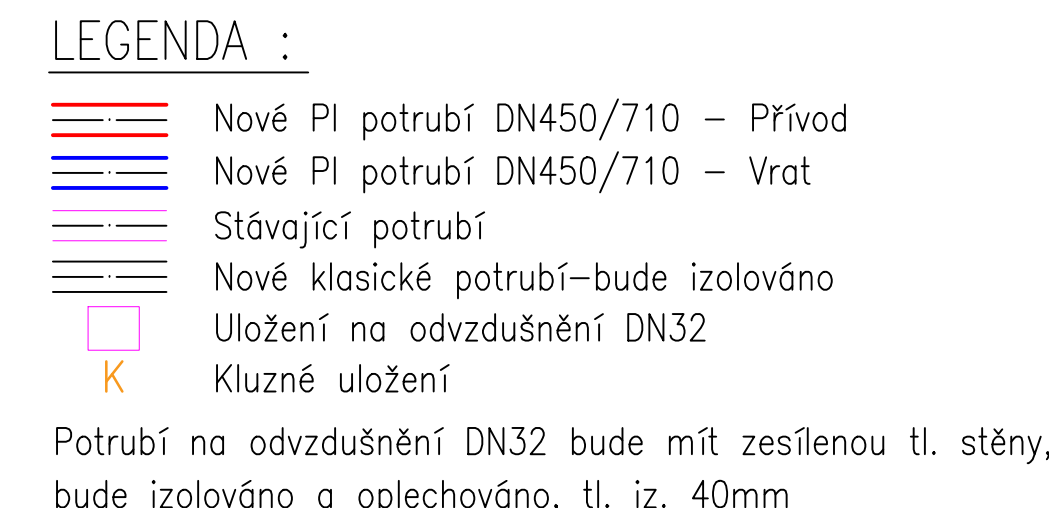 LEGENDA :
Nové PI potrubí DN450/710 – Přívod
Nové PI potrubí DN450/710 – Vrat
Stávající potrubí
Nové klasické potrubí–bude izolováno
Uložení na odvzdušnění DN32
K Kluzné uložení
Potrubí na odvzdušnění DN32 bude mít zesílenou tl. stěny,
bude izolováno a oplechováno, tl. iz. 40mm